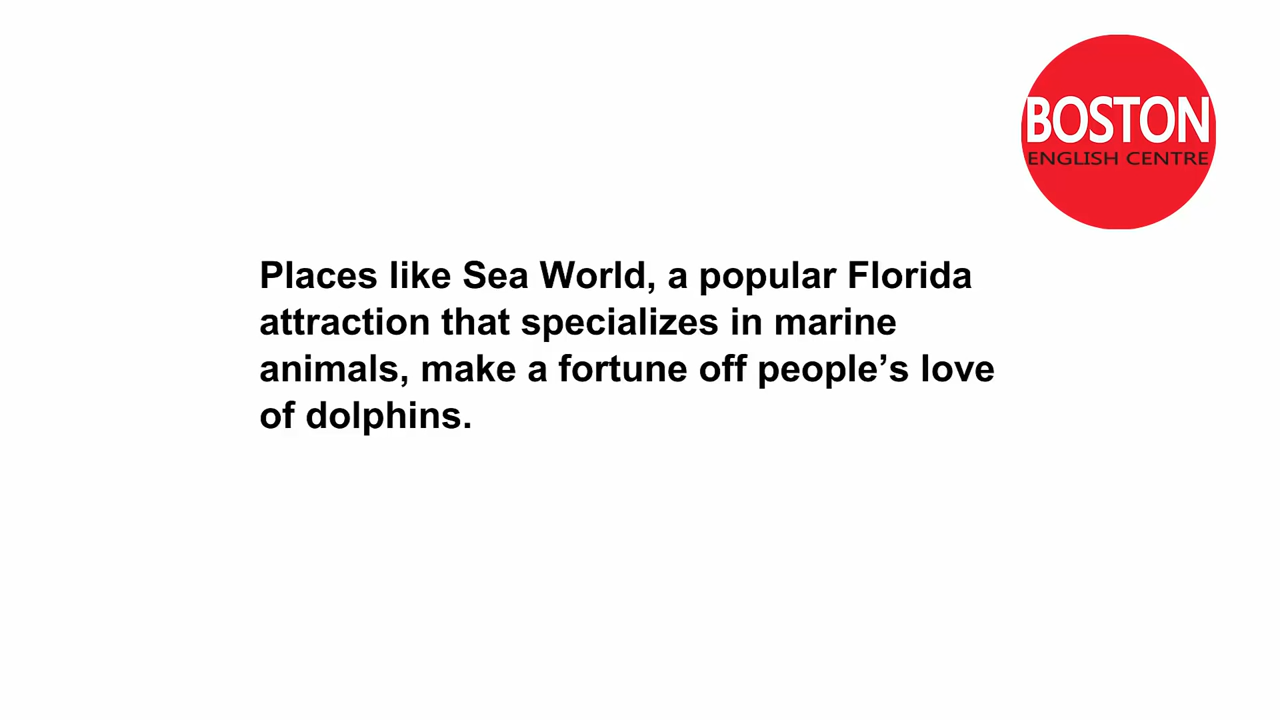 BOSTON
ENGLISH CENTRE
Places like Sea World, a popular Florida
attraction that specializes in marine
animals, make a fortune off people’s love
of dolphins.